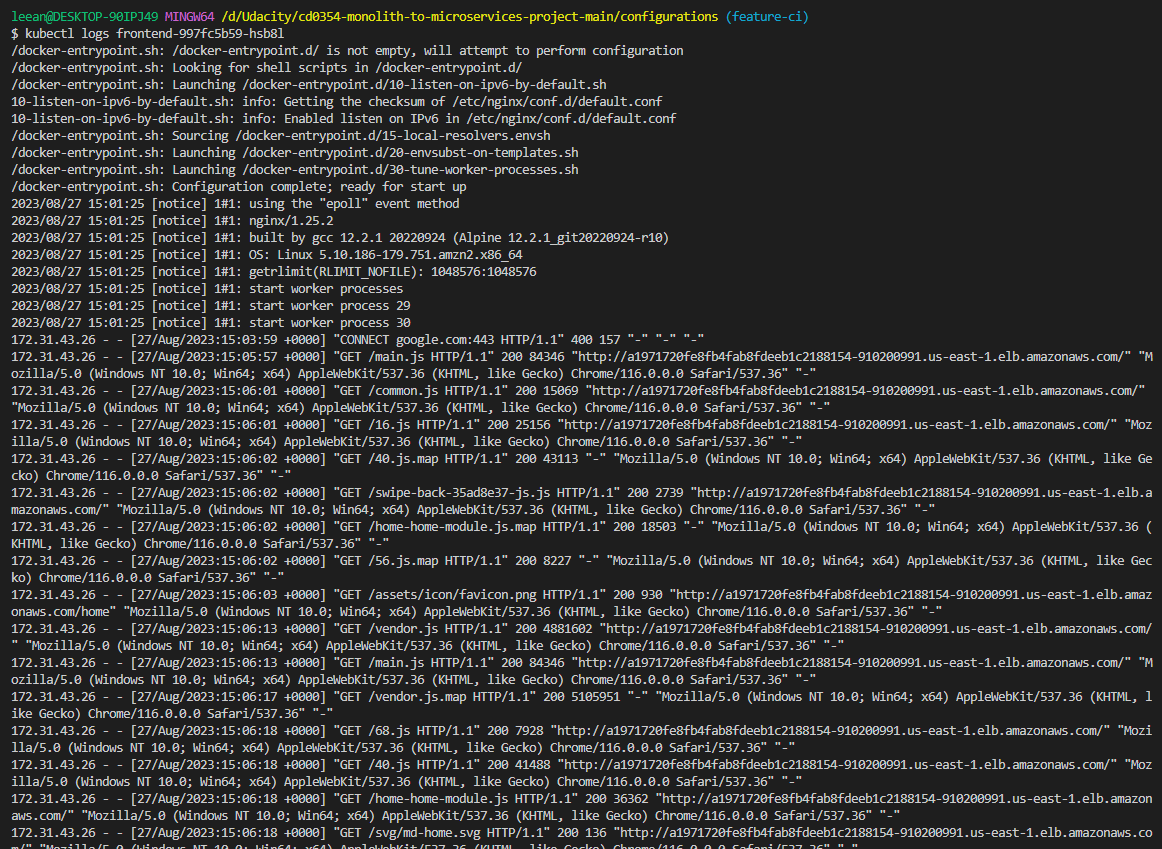 leean@DESKTOP-90IPJ49 MINGW64 /d/Udacity/cd0354-monolith-to-microservices-project-main/configurations (feature-ci)
$ kubectl logs frontend-997fc5b59-hsb8l
/docker-entrypoint.sh: /docker-entrypoint.d/ is not empty, will attempt to perform configuration
/docker-entrypoint.sh: Looking for shell scripts in /docker-entrypoint.d/
/docker-entrypoint.sh: Launching /docker-entrypoint.d/10-listen-on-ipv6-by-default.sh
10-listen-on-ipv6-by-default.sh: info: Getting the checksum of /etc/nginx/conf.d/default.conf
10-listen-on-ipv6-by-default.sh: info: Enabled listen on IPv6 in /etc/nginx/conf.d/default.conf
/docker-entrypoint.sh: Sourcing /docker-entrypoint.d/15-local-resolvers.envsh
/docker-entrypoint.sh: Launching /docker-entrypoint.d/20-envsubst-on-templates.sh
/docker-entrypoint.sh: Launching /docker-entrypoint.d/30-tune-worker-processes.sh
/docker-entrypoint.sh: Configuration complete; ready for start up
2023/08/27 15:01:25 [notice] 1#1: using the "epoll" event method
2023/08/27 15:01:25 [notice] 1#1: nginx/1.25.2
2023/08/27 15:01:25 [notice] 1#1: built by gcc 12.2.1 20220924 (Alpine 12.2.1_git20220924-r10)
2023/08/27 15:01:25 [notice] 1#1: OS: Linux 5.10.186-179.751.amzn2.x86_64
2023/08/27 15:01:25 [notice] 1#1: getrlimit(RLIMIT_NOFILE): 1048576:1048576
2023/08/27 15:01:25 [notice] 1#1: start worker processes
2023/08/27 15:01:25 [notice] 1#1: start worker process 29
2023/08/27 15:01:25 [notice] 1#1: start worker process 30
172.31.43.26 - - [27/Aug/2023:15:03:59 +0000] "CONNECT google.com:443 HTTP/1.1" 400 157 "-" "-" "-"
172.31.43.26 - - [27/Aug/2023:15:05:57 +0000] "GET /main.js HTTP/1.1" 200 84346 "http://a1971720fe8fb4fab8fdeeb1c2188154-910200991.us-east-1.elb.amazonaws.com/" "M
ozilla/5.0 (Windows NT 10.0; Win64; x64) AppleWebKit/537.36 (KHTML, like Gecko) Chrome/116.0.0.0 Safari/537.36" "-"
172.31.43.26 - - [27/Aug/2023:15:06:01 +0000] "GET /common.js HTTP/1.1" 200 15069 "http://a1971720fe8fb4fab8fdeeb1c2188154-910200991.us-east-1.elb.amazonaws.com/"
"Mozilla/5.0 (Windows NT 10.0; Win64; x64) AppleWebKit/537.36 (KHTML, like Gecko) Chrome/116.0.0.0 Safari/537.36" "-"
172.31.43.26 - - [27/Aug/2023:15:06:01 +0000] "GET /16.js HTTP/1.1" 200 25156 "http://a1971720fe8fb4fab8fdeeb1c2188154-910200991.us-east-1.elb.amazonaws.com/" "Moz
illa/5.0 (Windows NT 10.0; Win64; x64) AppleWebKit/537.36 (KHTML, like Gecko) Chrome/116.0.0.0 Safari/537.36" "-"
172.31.43.26 - - [27/Aug/2023:15:06:02 +0000] "GET /40.js.map HTTP/1.1" 200 43113 "-" "Mozilla/5.0 (Windows NT 10.0; Win64; x64) AppleWebKit/537.36 (KHTML, like Ge
cko) Chrome/116.0.0.0 Safari/537.36" "-"
172.31.43.26 - - [27/Aug/2023:15:06:02 +0000] "GET /swipe-back-35ad8e37-js.js HTTP/1.1" 200 2739 "http://a1971720fe8fb4fab8fdeeb1c2188154-910200991.us-east-1.elb.a
mazonaws.com/" "Mozilla/5.0 (Windows NT 10.0; Win64; x64) AppleWebKit/537.36 (KHTML, like Gecko) Chrome/116.0.0.0 Safari/537.36" "-"
172.31.43.26 - - [27/Aug/2023:15:06:02 +0000] "GET /home-home-module.js.map HTTP/1.1" 200 18503 "-" "Mozilla/5.0 (Windows NT 10.0; Win64; x64) AppleWebKit/537.36 (
KHTML, like Gecko) Chrome/116.0.0.0 Safari/537.36" "-"
172.31.43.26 - - [27/Aug/2023:15:06:02 +0000] "GET /56.js.map HTTP/1.1" 200 8227 "-" "Mozilla/5.0 (Windows NT 10.0; Win64; x64) AppleWebKit/537.36 (KHTML, like Gec
ko) Chrome/116.0.0.0 Safari/537.36" "-"
172.31.43.26 - - [27/Aug/2023:15:06:03 +0000] "GET /assets/icon/favicon.png HTTP/1.1" 200 930 "http://a1971720fe8fb4fab8fdeeb1c2188154-910200991.us-east-1.elb.amaz
onaws.com/home" "Mozilla/5.0 (Windows NT 10.0; Win64; x64) AppleWebKit/537.36 (KHTML, like Gecko) Chrome/116.0.0.0 Safari/537.36" "-"
172.31.43.26 - - [27/Aug/2023:15:06:13 +0000] "GET /vendor.js HTTP/1.1" 200 4881602 "http://a1971720fe8fb4fab8fdeeb1c2188154-910200991.us-east-1.elb.amazonaws.com/
" "Mozilla/5.0 (Windows NT 10.0; Win64; x64) AppleWebKit/537.36 (KHTML, like Gecko) Chrome/116.0.0.0 Safari/537.36" "-"
172.31.43.26 - - [27/Aug/2023:15:06:13 +0000] "GET /main.js HTTP/1.1" 200 84346 "http://a1971720fe8fb4fab8fdeeb1c2188154-910200991.us-east-1.elb.amazonaws.com/" "M
ozilla/5.0 (Windows NT 10.0; Win64; x64) AppleWebKit/537.36 (KHTML, like Gecko) Chrome/116.0.0.0 Safari/537.36" "-"
172.31.43.26 - - [27/Aug/2023:15:06:17 +0000] "GET /vendor.js.map HTTP/1.1" 200 5105951 "-" "Mozilla/5.0 (Windows NT 10.0; Win64; x64) AppleWebKit/537.36 (KHTML, l
ike Gecko) Chrome/116.0.0.0 Safari/537.36" "-"
172.31.43.26 - - [27/Aug/2023:15:06:18 +0000] "GET /68.js HTTP/1.1" 200 7928 "http://a1971720fe8fb4fab8fdeeb1c2188154-910200991.us-east-1.elb.amazonaws.com/" "Mozi
lla/5.0 (Windows NT 10.0; Win64; x64) AppleWebKit/537.36 (KHTML, like Gecko) Chrome/116.0.0.0 Safari/537.36" "-"
172.31.43.26 - - [27/Aug/2023:15:06:18 +0000] "GET /40.js HTTP/1.1" 200 41488 "http://a1971720fe8fb4fab8fdeeb1c2188154-910200991.us-east-1.elb.amazonaws.com/" "Moz
illa/5.0 (Windows NT 10.0; Win64; x64) AppleWebKit/537.36 (KHTML, like Gecko) Chrome/116.0.0.0 Safari/537.36" "-"
172.31.43.26 - - [27/Aug/2023:15:06:18 +0000] "GET /home-home-module.js HTTP/1.1" 200 36362 "http://a1971720fe8fb4fab8fdeeb1c2188154-910200991.us-east-1.elb.amazon
aws.com/" "Mozilla/5.0 (Windows NT 10.0; Win64; x64) AppleWebKit/537.36 (KHTML, like Gecko) Chrome/116.0.0.0 Safari/537.36" "-"
172.31.43.26 - - [27/Aug/2023:15:06:18 +0000] "GET /svg/md-home.svg HTTP/1.1" 200 136 "http://a1971720fe8fb4fab8fdeeb1c2188154-910200991.us-east-1.elb.amazonaws.co
m/" "Mozilla/5.0 (Windows NT 10.0; Win64; x64) AppleWebKit/537.36 (KHTML, like Gecko) Chrome/116.0.0.0 Safari/537.36" "-"